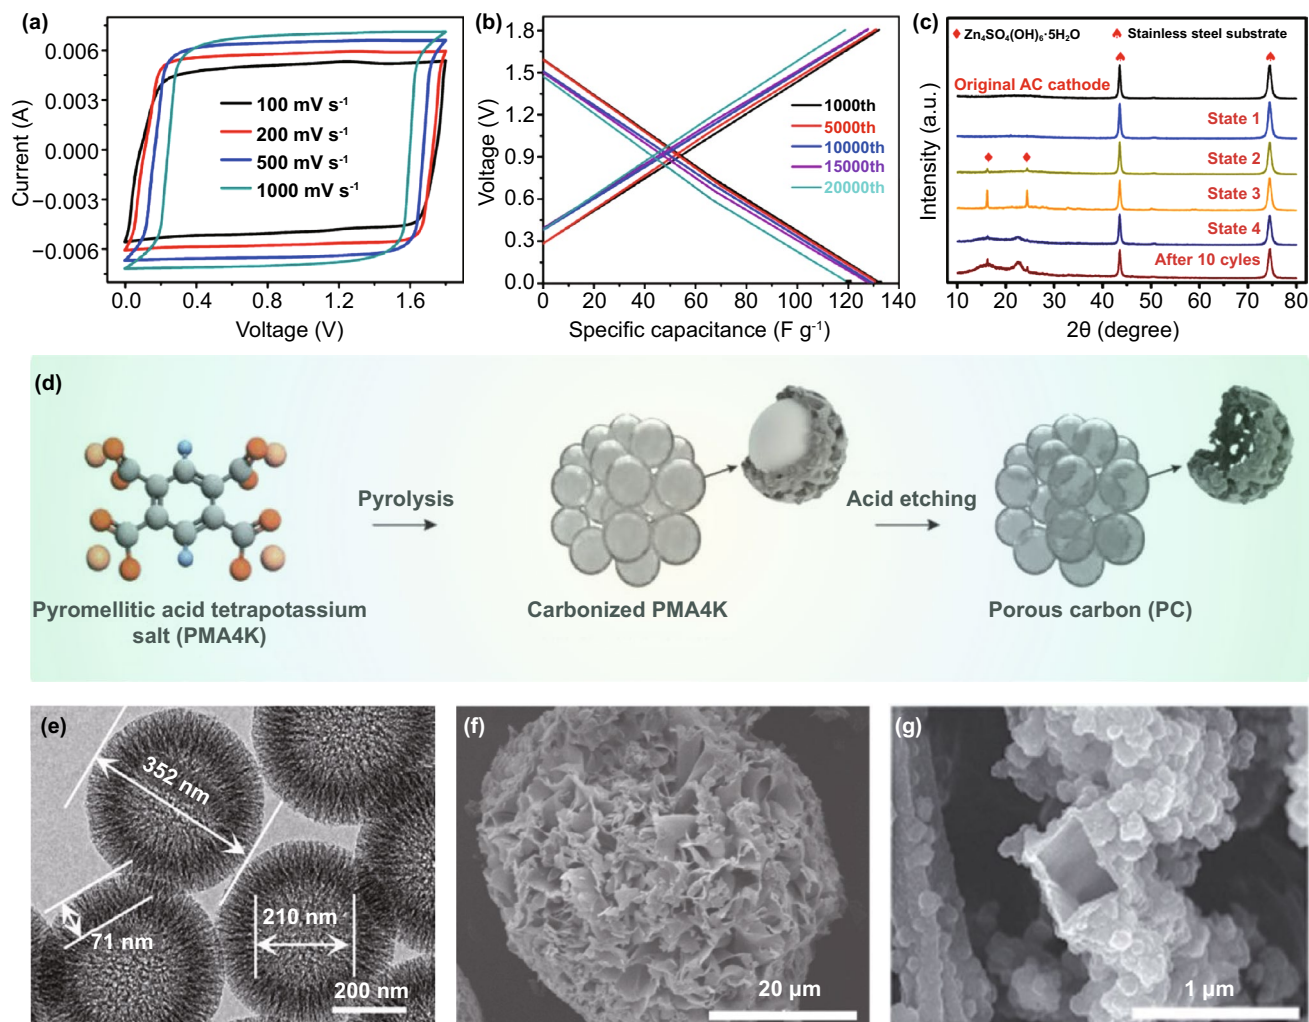 (a)
0.006
0.003
0.000
−0.003
−0.006
Current (A)
100 mV s⁻¹
200 mV s⁻¹
500 mV s⁻¹
1000 mV s⁻¹
0.0 0.4 0.8 1.2 1.6
Voltage (V)
(b)
1.8
1.5
1.2
0.9
0.6
0.3
0.0
Voltage (V)
1000th
5000th
10000th
15000th
20000th
0 20 40 60 80 100 120 140
Specific capacitance (F g⁻¹)
(c)
Zn₄SO₄(OH)₆·5H₂O
Stainless steel substrate
Original AC cathode
State 1
State 2
State 3
State 4
After 10 cyles
Intensity (a.u.)
10 20 30 40 50 60 70 80
2θ (degree)
(d)
Pyrolysis
Acid etching
Pyromellitic acid tetrapotassium
salt (PMA4K)
Carbonized PMA4K
Porous carbon (PC)
(e)
352 nm
210 nm
71 nm
200 nm
(f)
20 µm
(g)
1 µm